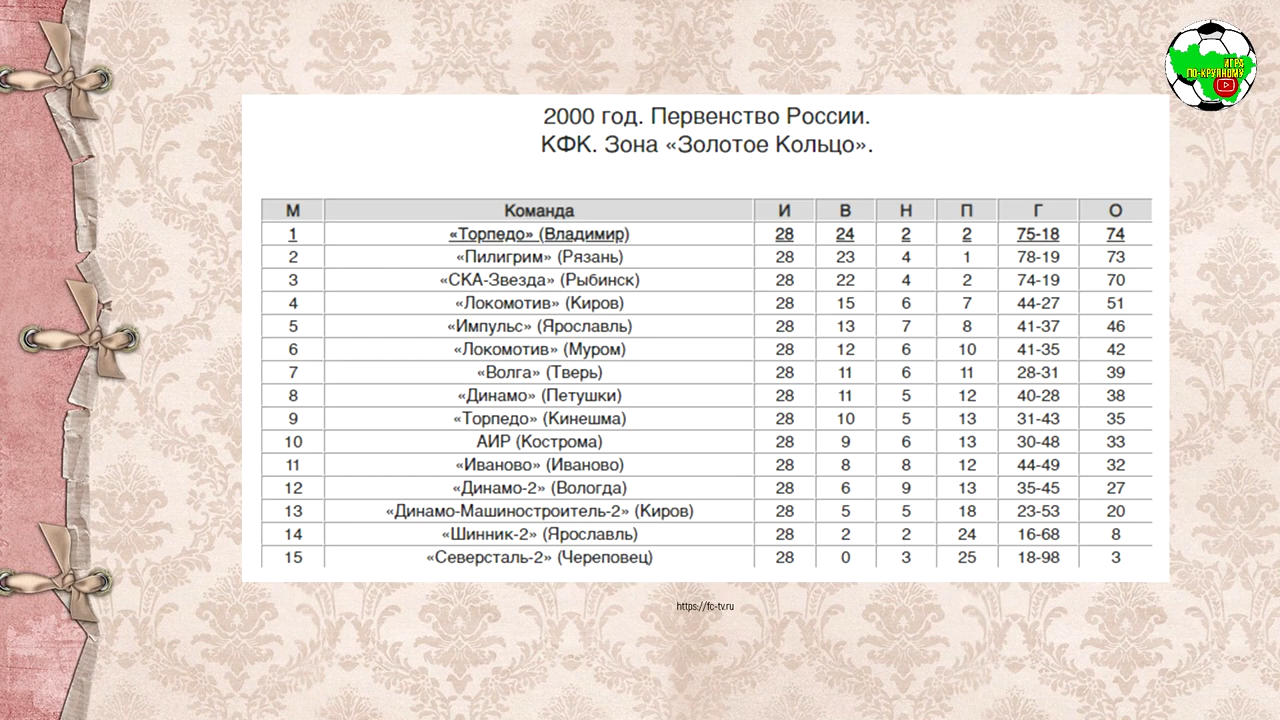 ИГРА
ПО-КРУПНОМУ
2000 год. Первенство России.
КФК. Зона «Золотое Кольцо».
М Команда И В Н П Г О
1 «Торпедо» (Владимир) 28 24 2 2 75-18 74
2 «Пилигрим» (Рязань) 28 23 4 1 78-19 73
3 «СКА-Звезда» (Рыбинск) 28 22 4 2 74-19 70
4 «Локомотив» (Киров) 28 15 6 7 44-27 51
5 «Импульс» (Ярославль) 28 13 7 8 41-37 46
6 «Локомотив» (Муром) 28 12 6 10 41-35 42
7 «Волга» (Тверь) 28 11 6 11 28-31 39
8 «Динамо» (Петушки) 28 11 5 12 40-28 38
9 «Торпедо» (Кинешма) 28 10 5 13 31-43 35
10 АИР (Кострома) 28 9 6 13 30-48 33
11 «Иваново» (Иваново) 28 8 8 12 44-49 32
12 «Динамо-2» (Вологда) 28 6 9 13 35-45 27
13 «Динамо-Машиностроитель-2» (Киров) 28 5 5 18 23-53 20
14 «Шинник-2» (Ярославль) 28 2 2 24 16-68 8
15 «Северсталь-2» (Череповец) 28 0 3 25 18-98 3
https://fc-tv.ru